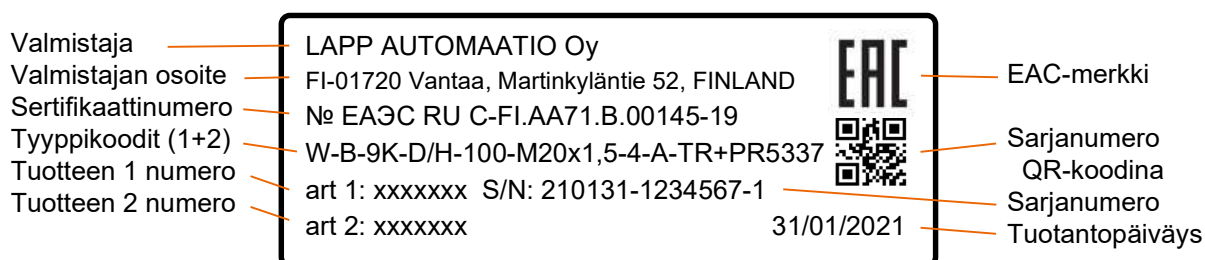 Valmistaja
Valmistajan osoite
Sertifikaattinumero
Tyyppikoodit (1+2)
Tuotteen 1 numero
Tuotteen 2 numero
LAPP AUTOMAATIO Oy
FI-01720 Vantaa, Martinkyläntie 52, FINLAND
№ ЕАЭС RU C-FI.AA71.B.00145-19
W-B-9K-D/H-100-M20x1,5-4-A-TR+PR5337
art 1: xxxxxxx S/N: 210131-1234567-1
art 2: xxxxxxx 31/01/2021
EAC
EAC-merkki
Sarjanumero
QR-koodina
Sarjanumero
Tuotantopäiväys